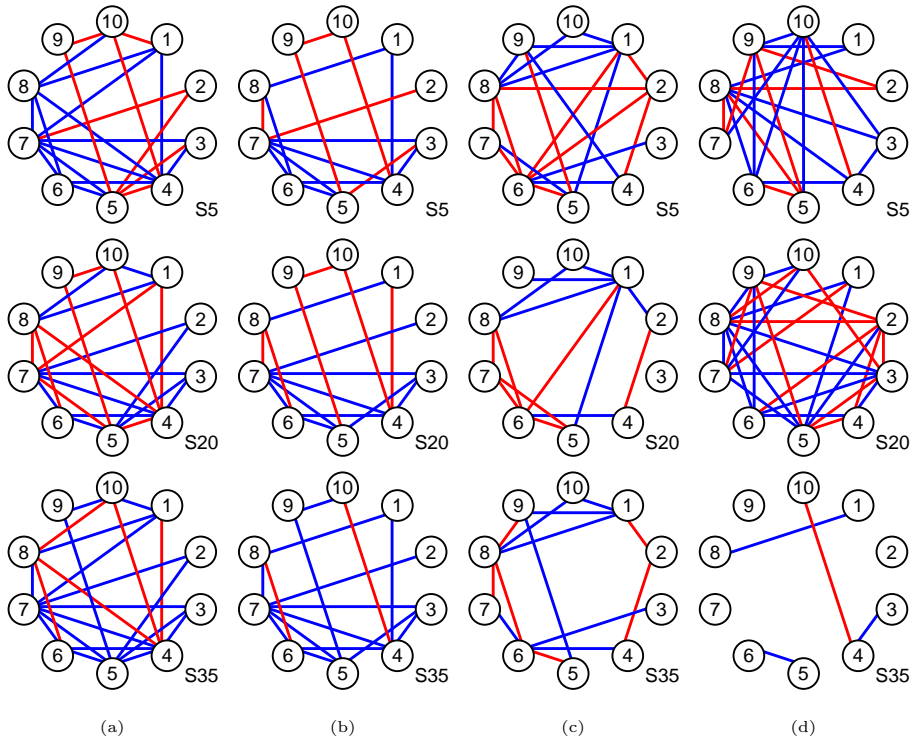 10 10 10 10
9 1 9 1 9 1 9 1
8 2 8 2 8 2 8 2
7 3 7 3 7 3 7 3
6 4 6 4 6 4 6 4
5 S5 5 S5 5 S5 5 S5
10 10 10 10
9 1 9 1 9 1 9 1
8 2 8 2 8 2 8 2
7 3 7 3 7 3 7 3
6 4 6 4 6 4 6 4
5 S20 5 S20 5 S20 5 S20
10 10 10 10
9 1 9 1 9 1 9 1
8 2 8 2 8 2 8 2
7 3 7 3 7 3 7 3
6 4 6 4 6 4 6 4
5 S35 5 S35 5 S35 5 S35
(a) (b) (c) (d)